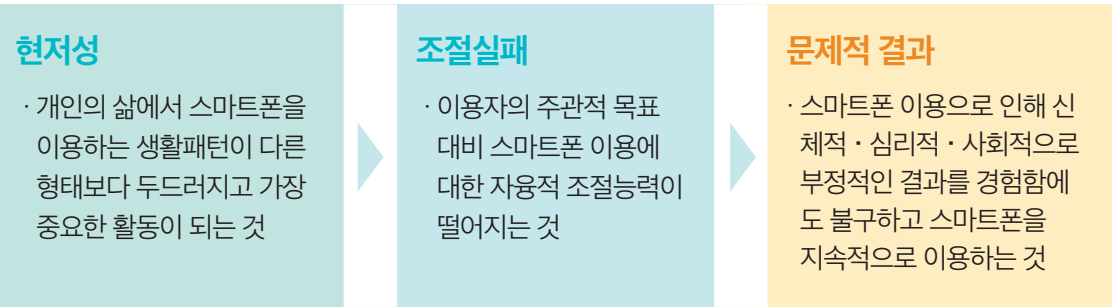 현저성
· 개인의 삶에서 스마트폰을
이용하는 생활패턴이 다른
형태보다 두드러지고 가장
중요한 활동이 되는 것
조절실패
· 이용자의 주관적 목표
대비 스마트폰 이용에
대한 자율적 조절능력이
떨어지는 것
문제적 결과
· 스마트폰 이용으로 인해 신
체적・심리적・사회적으로
부정적인 결과를 경험함에
도 불구하고 스마트폰을
지속적으로 이용하는 것